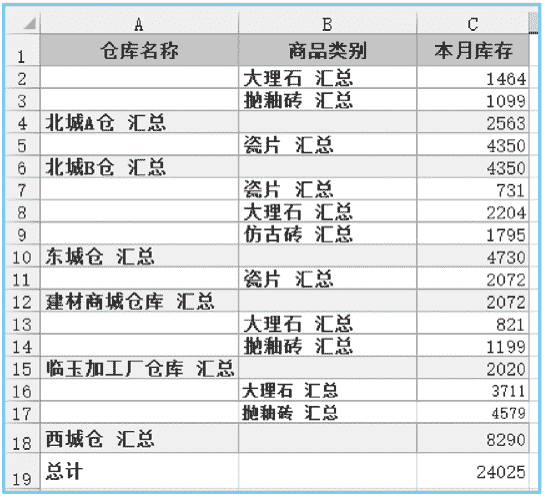 A B C
1 仓库名称 商品类别 本月库存
2 大理石 汇总 1464
3 抛釉砖 汇总 1099
4 北城A仓 汇总 2563
5 瓷片 汇总 4350
6 北城B仓 汇总 4350
7 瓷片 汇总 731
8 大理石 汇总 2204
9 仿古砖 汇总 1795
10 东城仓 汇总 4730
11 瓷片 汇总 2072
12 建材商城仓库 汇总 2072
13 大理石 汇总 821
14 抛釉砖 汇总 1199
15 临玉加工厂仓库 汇总 2020
16 大理石 汇总 3711
17 抛釉砖 汇总 4579
18 西城仓 汇总 8290
19 总计 24025